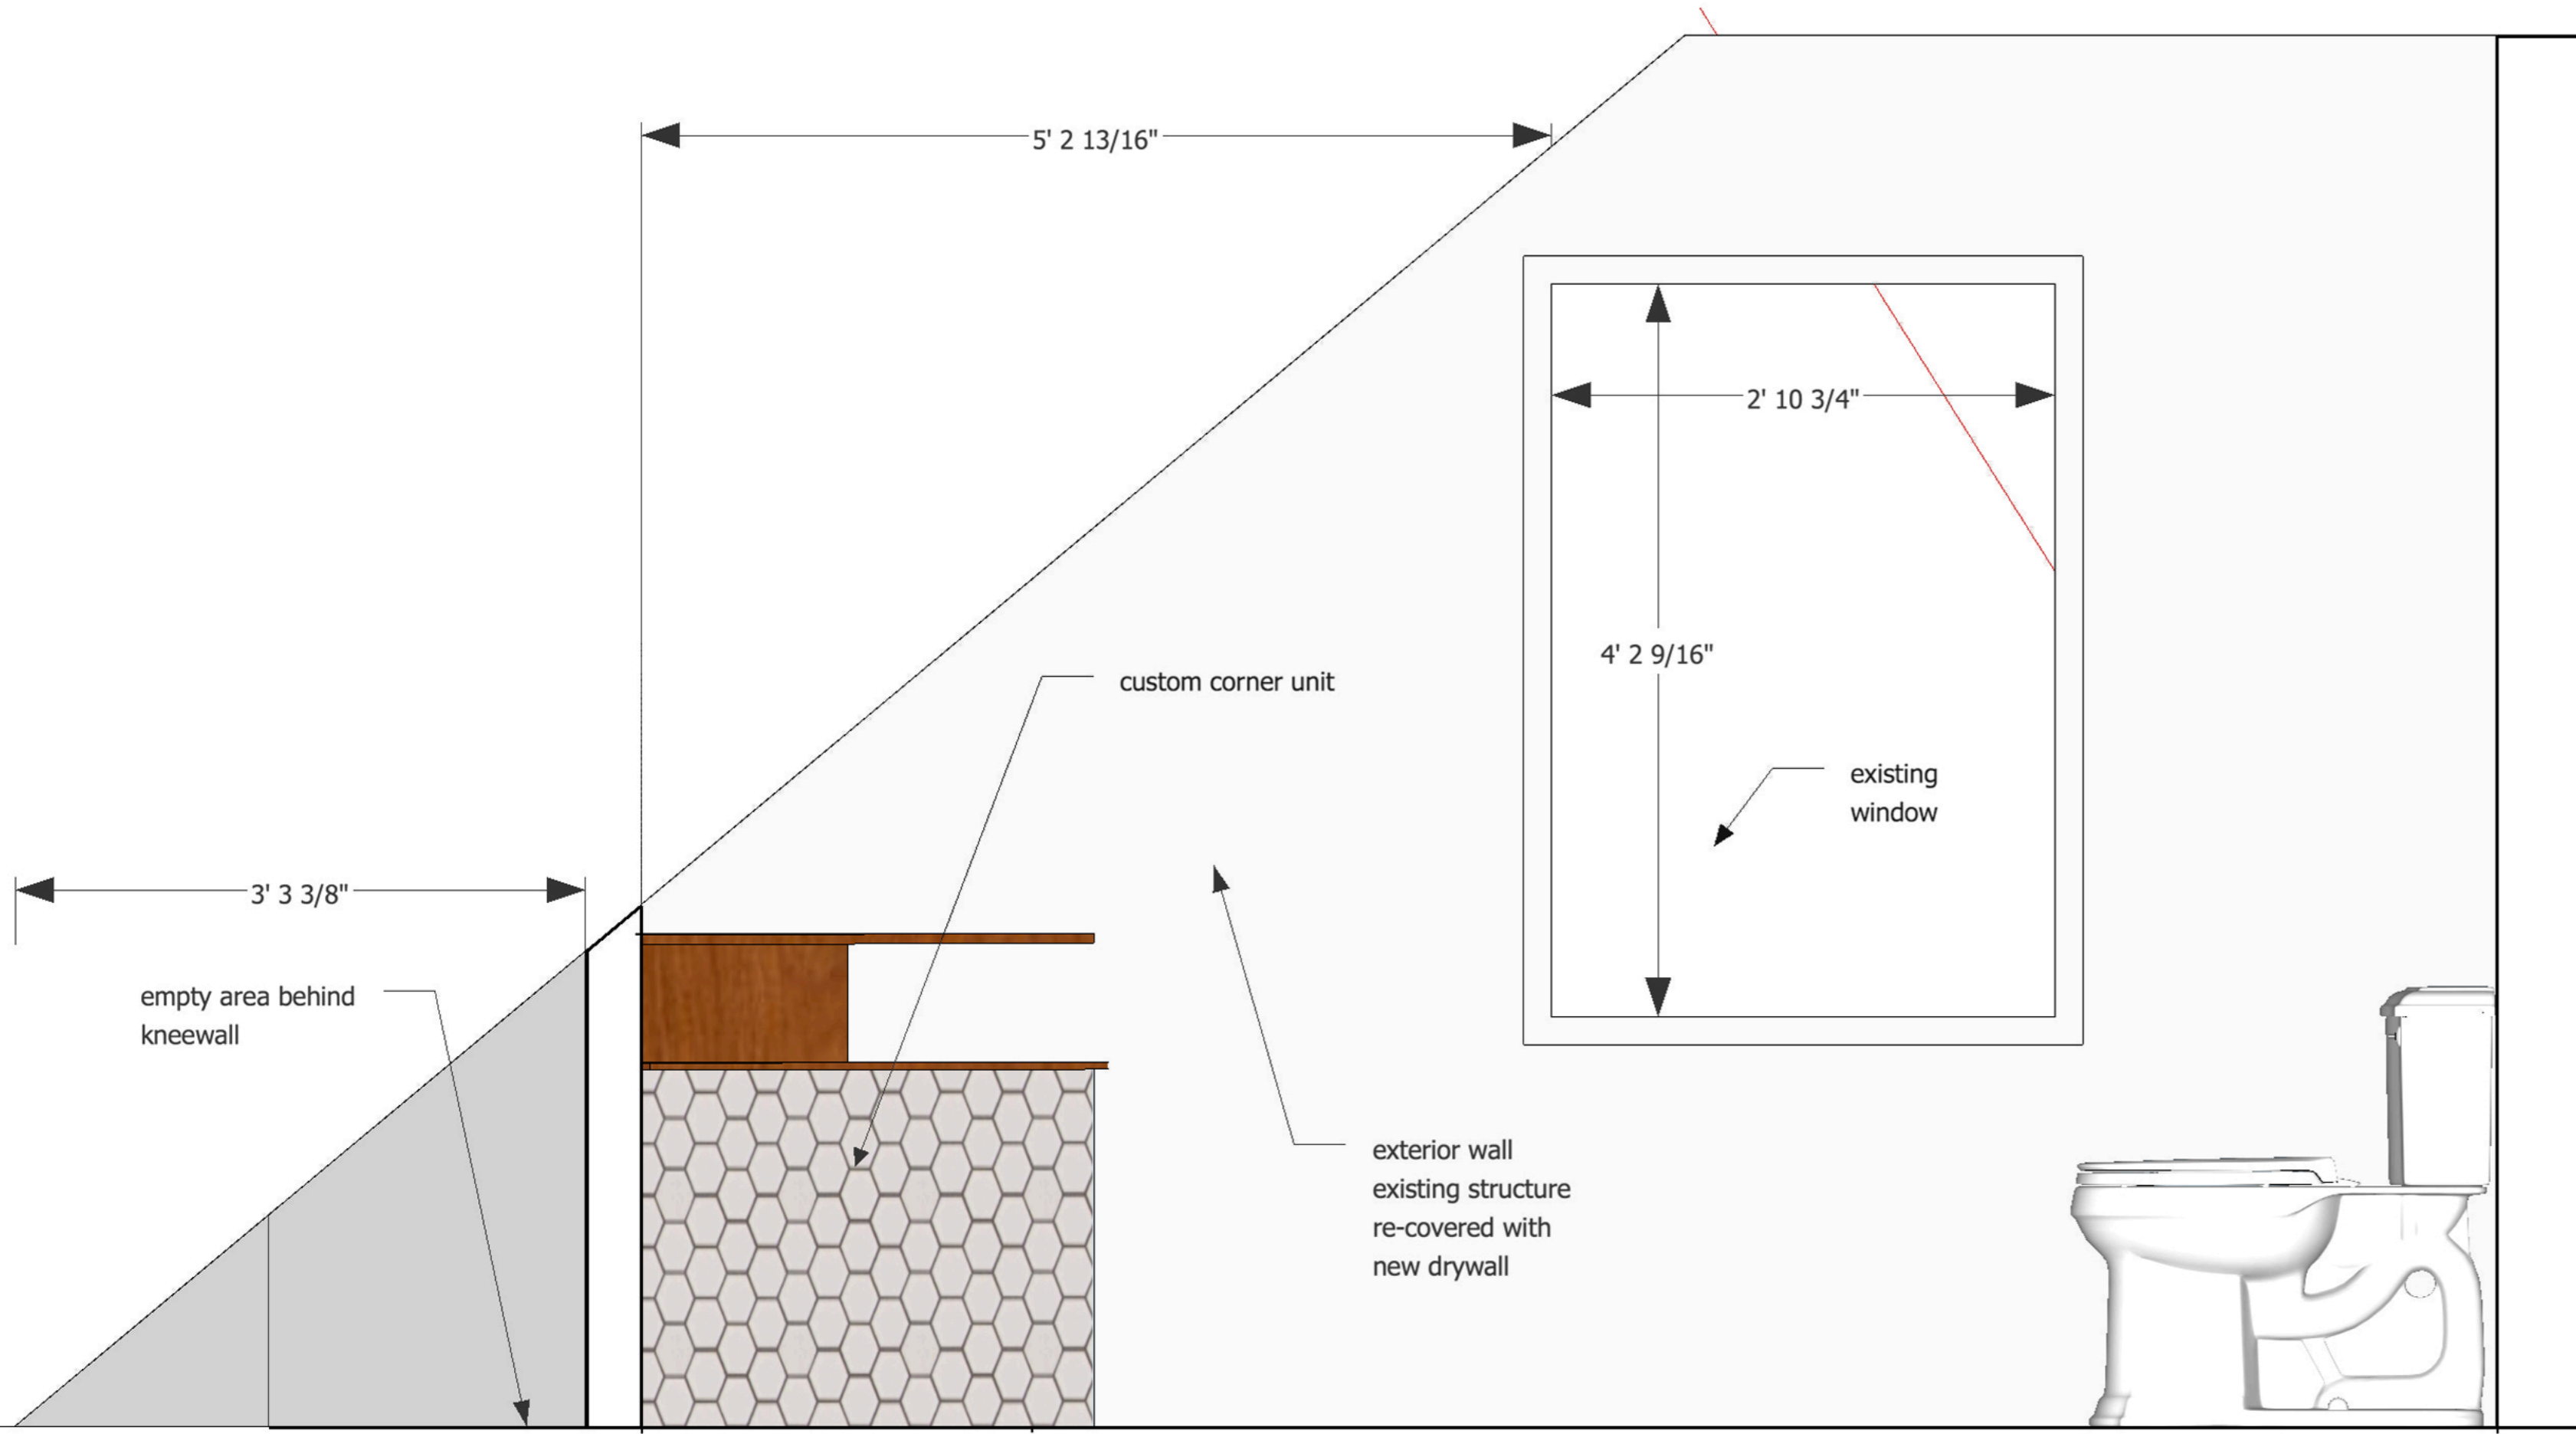 5' 2 13/16"
2' 10 3/4"
4' 2 9/16"
custom corner unit
existing
window
3' 3 3/8"
empty area behind
kneewall
exterior wall
existing structure
re-covered with
new drywall